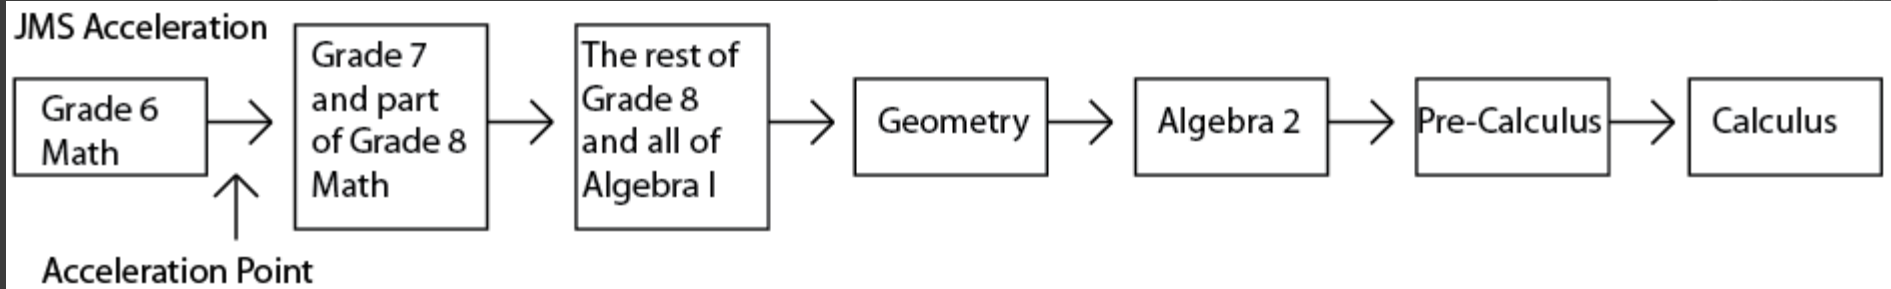 JMS Acceleration
Grade 6
Math
Grade 7
and part
of Grade 8
Math
The rest of
Grade 8
and all of
Algebra I
Geometry
Algebra 2
Pre-Calculus
Calculus
Acceleration Point